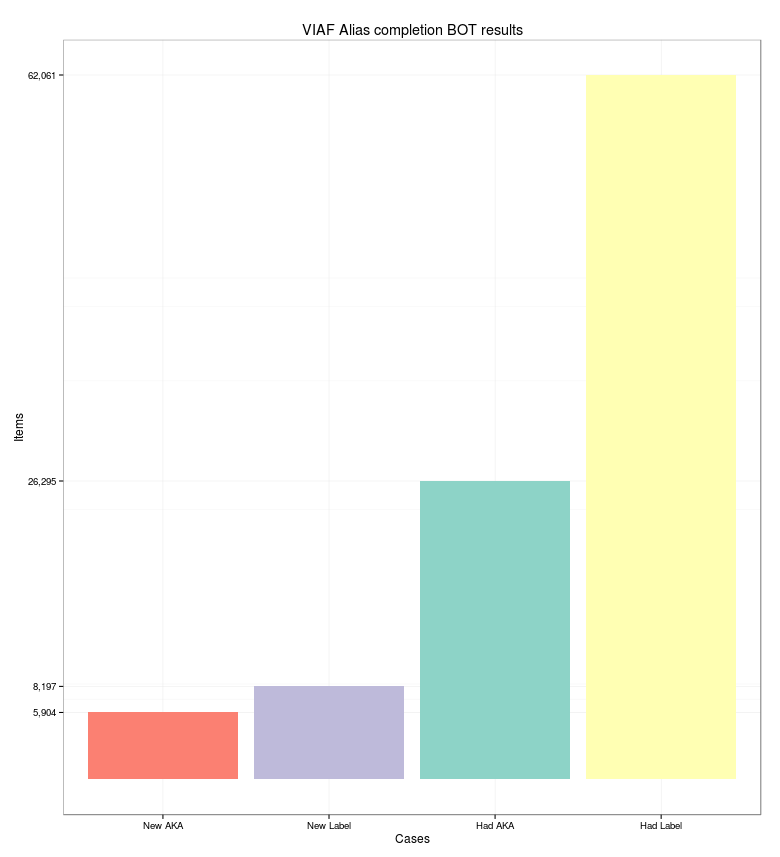 VIAF Alias completion BOT results
62,061
26,295
8,197
5,904
Items
New AKA
New Label
Had AKA
Had Label
Cases